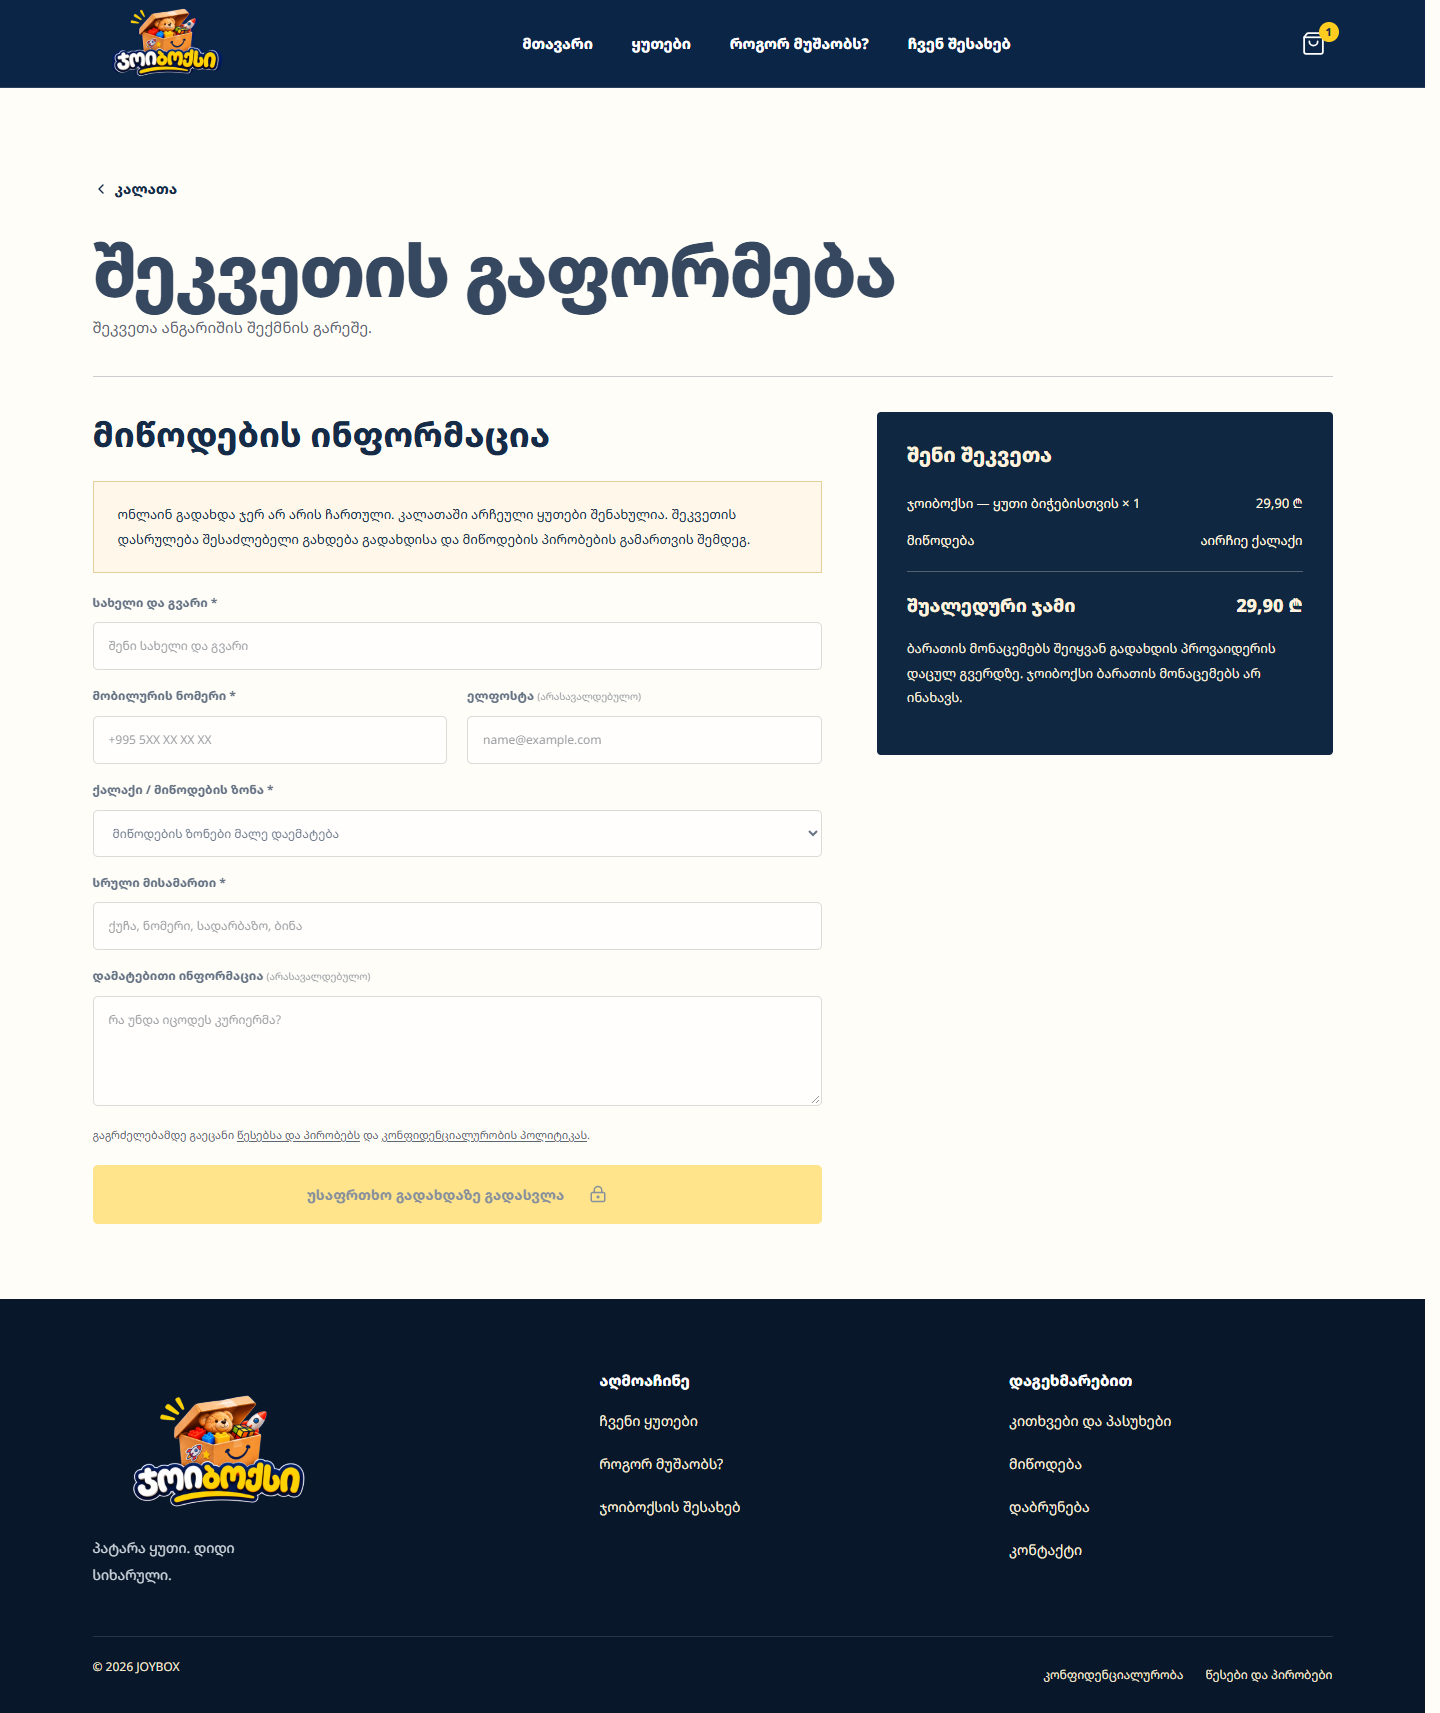 ჯოიბოქსი
მთავარი
ყუთები
როგორ მუშაობს?
ჩვენ შესახებ
1
კალათა
შეკვეთის გაფორმება
შეკვეთა ანგარიშის შექმნის გარეშე.
მიწოდების ინფორმაცია
ონლაინ გადახდა ჯერ არ არის ჩართული. კალათაში არჩეული ყუთები შენახულია. შეკვეთის
დასრულება შესაძლებელი გახდება გადახდისა და მიწოდების პირობების გამართვის შემდეგ.
სახელი და გვარი *
შენი სახელი და გვარი
მობილურის ნომერი *
+995 5XX XX XX XX
ელფოსტა (არასავალდებულო)
name@example.com
ქალაქი / მიწოდების ზონა *
მიწოდების ზონები მალე დაემატება
სრული მისამართი *
ქუჩა, ნომერი, სადარბაზო, ბინა
დამატებითი ინფორმაცია (არასავალდებულო)
რა უნდა იცოდეს კურიერმა?
გაგრძელებამდე გაეცანი წესებსა და პირობებს და კონფიდენციალურობის პოლიტიკას.
უსაფრთხო გადახდაზე გადასვლა
შენი შეკვეთა
ჯოიბოქსი — ყუთი ბიჭებისთვის × 1 29,90 ₾
მიწოდება აირჩიე ქალაქი
შუალედური ჯამი 29,90 ₾
ბარათის მონაცემებს შეიყვან გადახდის პროვაიდერის
დაცულ გვერდზე. ჯოიბოქსი ბარათის მონაცემებს არ
ინახავს.
ჯოიბოქსი
პატარა ყუთი. დიდი
სიხარული.
აღმოაჩინე
ჩვენი ყუთები
როგორ მუშაობს?
ჯოიბოქსის შესახებ
დაგეხმარებით
კითხვები და პასუხები
მიწოდება
დაბრუნება
კონტაქტი
© 2026 JOYBOX
კონფიდენციალურობა
წესები და პირობები